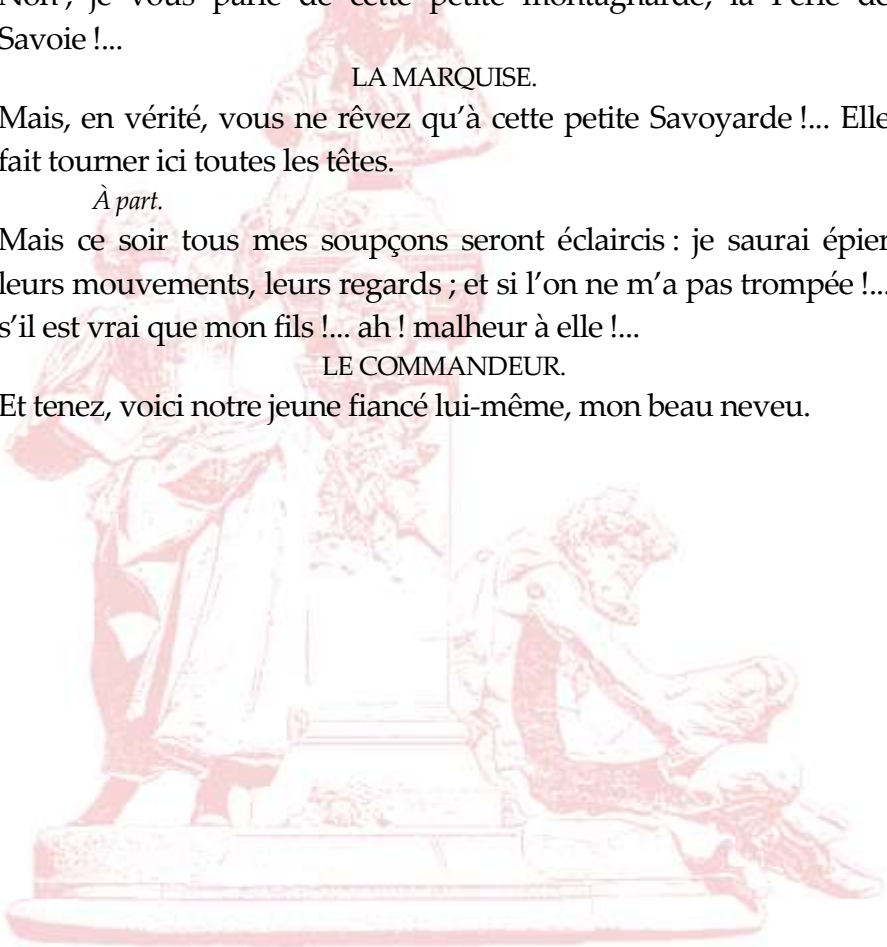 Non, je vous parle de cette petite montagnarde, la Perle de
Savoie !...
LA MARQUISE.
Mais, en vérité, vous ne rêvez qu’à cette petite Savoyarde !... Elle
fait tourner ici toutes les têtes.
À part.
Mais ce soir tous mes soupçons seront éclaircis : je saurai épier
leurs mouvements, leurs regards ; et si l’on ne m’a pas trompée !...
s’il est vrai que mon fils !... ah ! malheur à elle !...
LE COMMANDEUR.
Et tenez, voici notre jeune fiancé lui-même, mon beau neveu.